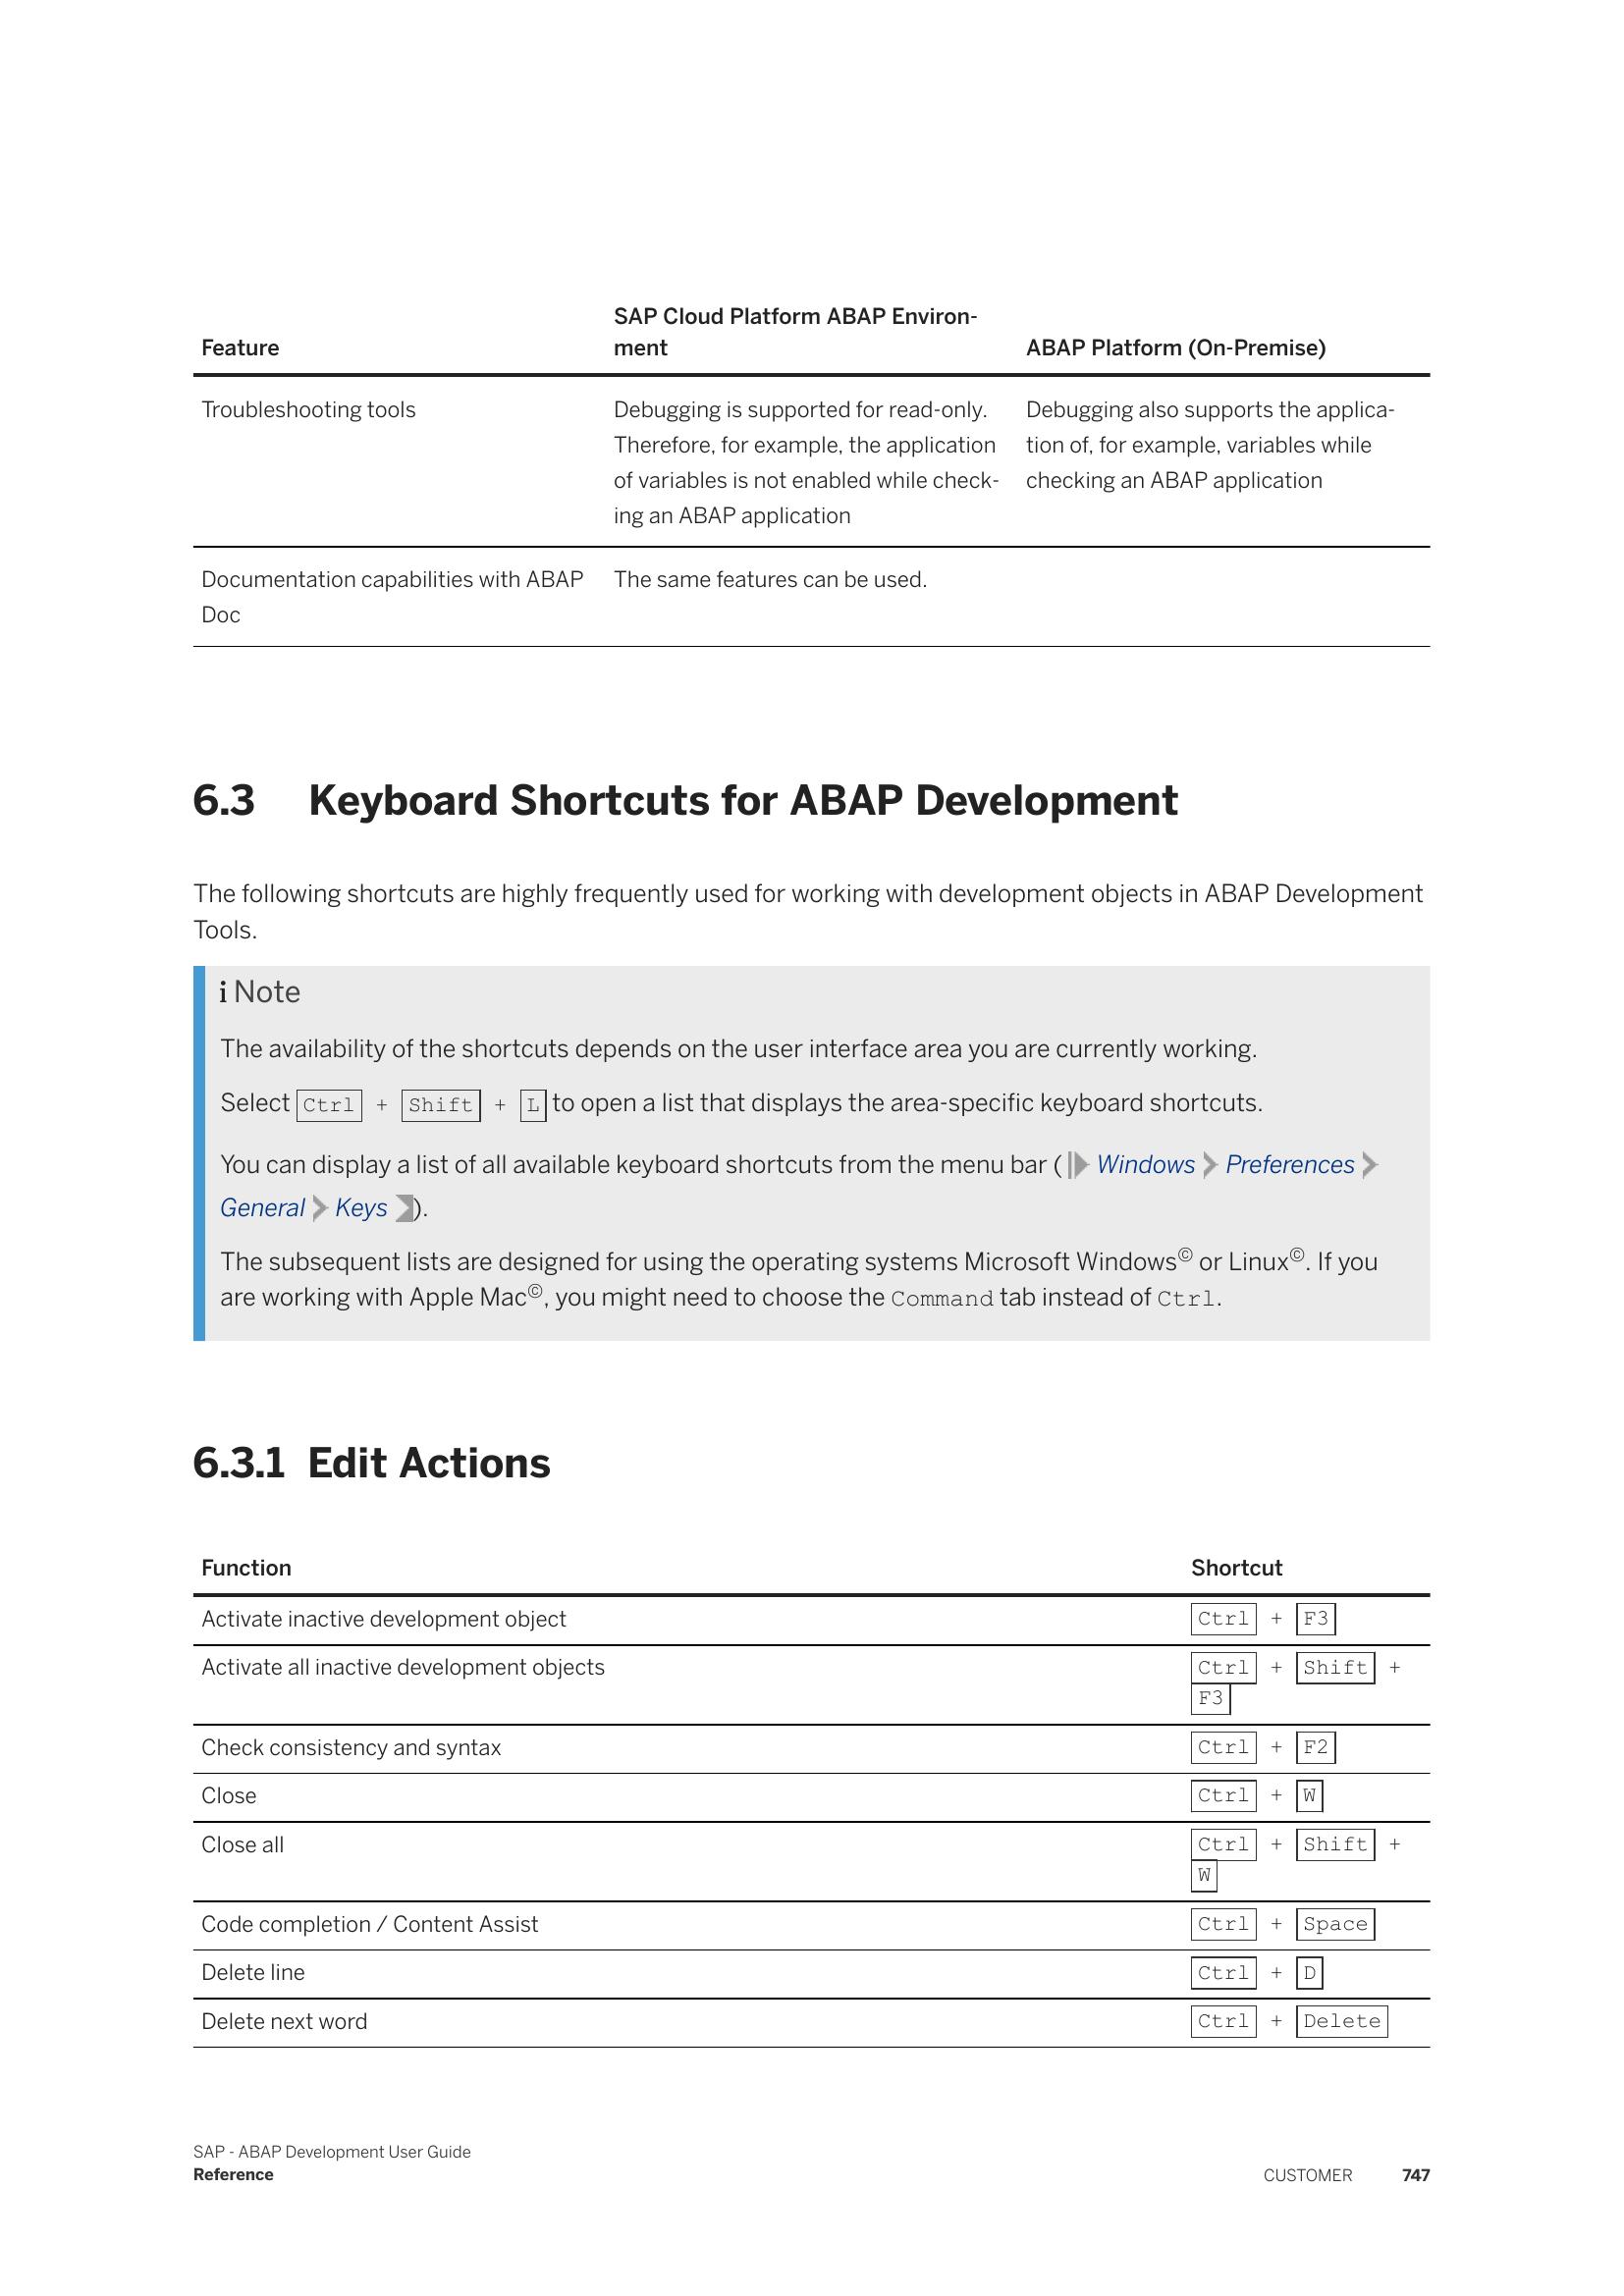 Feature
SAP Cloud Platform ABAP Environ-
ment
ABAP Platform (On-Premise)
Troubleshooting tools
Debugging is supported for read-only.
Therefore, for example, the application
of variables is not enabled while check-
ing an ABAP application
Debugging also supports the applica-
tion of, for example, variables while
checking an ABAP application
Documentation capabilities with ABAP
Doc
The same features can be used.
6.3 Keyboard Shortcuts for ABAP Development
The following shortcuts are highly frequently used for working with development objects in ABAP Development
Tools.
i Note
The availability of the shortcuts depends on the user interface area you are currently working.
Select Ctrl + Shift + L to open a list that displays the area-specific keyboard shortcuts.
You can display a list of all available keyboard shortcuts from the menu bar ( Windows Preferences
General Keys ).
The subsequent lists are designed for using the operating systems Microsoft Windows© or Linux©. If you
are working with Apple Mac©, you might need to choose the Command tab instead of Ctrl.
6.3.1 Edit Actions
Function Shortcut
Activate inactive development object Ctrl + F3
Activate all inactive development objects Ctrl + Shift +
F3
Check consistency and syntax Ctrl + F2
Close Ctrl + W
Close all Ctrl + Shift +
W
Code completion / Content Assist Ctrl + Space
Delete line Ctrl + D
Delete next word Ctrl + Delete
SAP - ABAP Development User Guide
Reference CUSTOMER 747